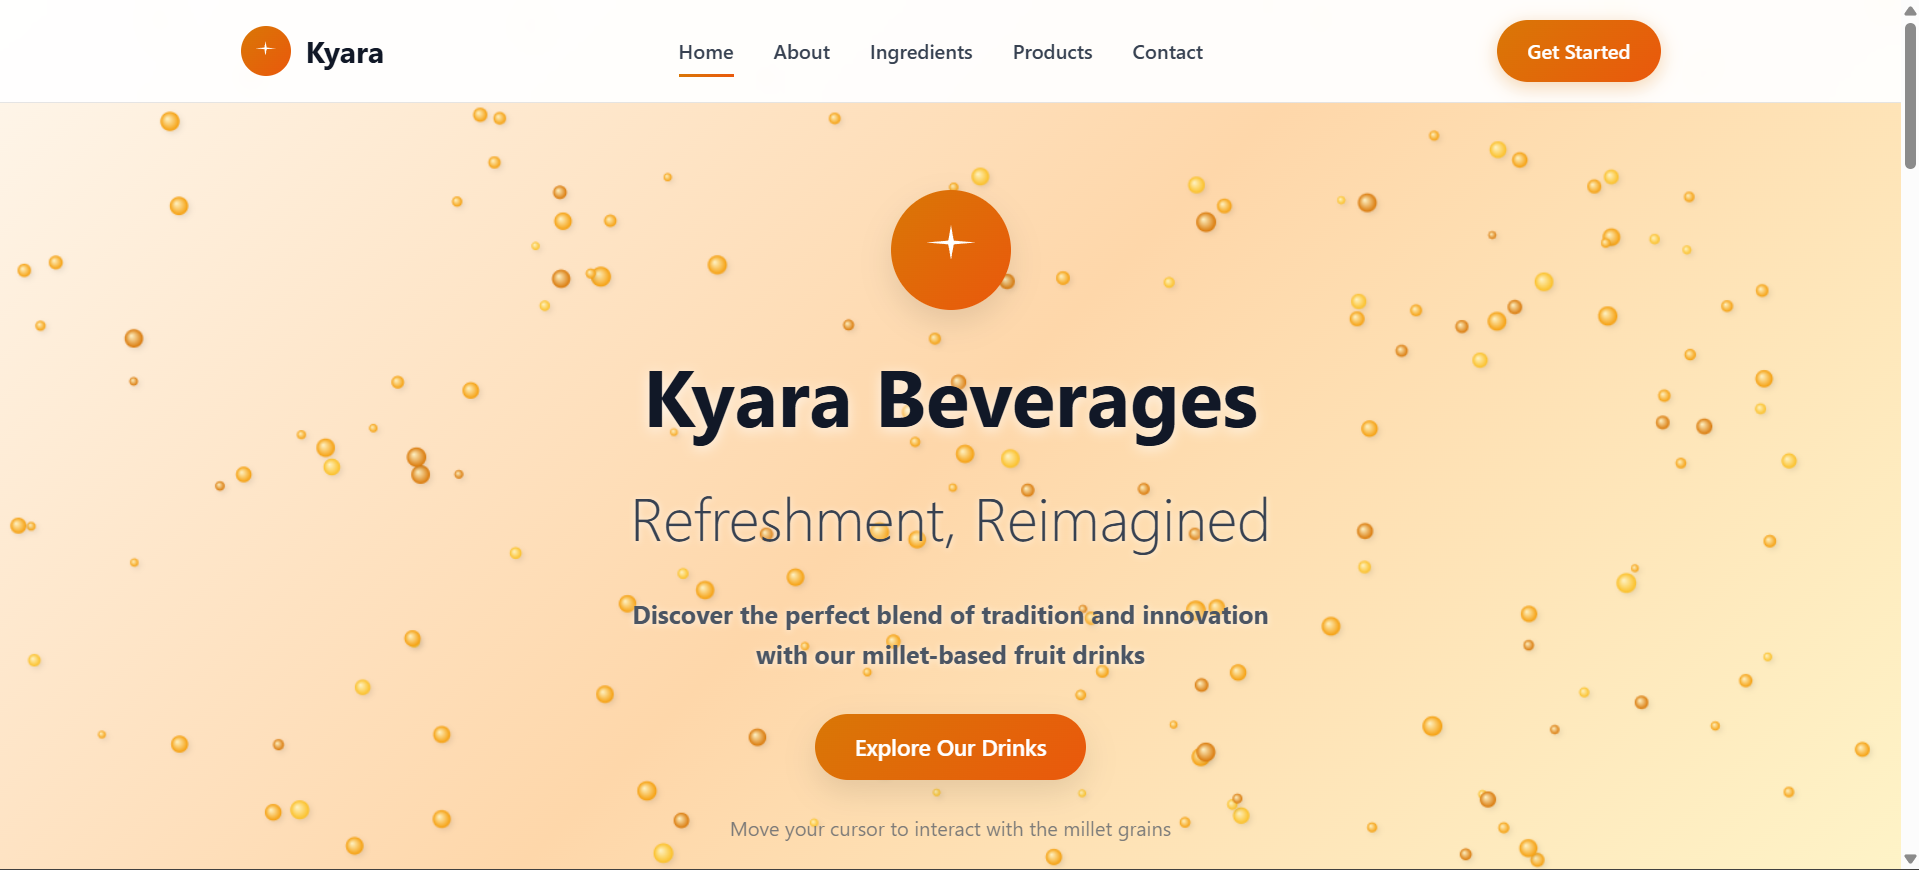 Kyara
Home
About
Ingredients
Products
Contact
Get Started
Kyara Beverages
Refreshment, Reimagined
Discover the perfect blend of tradition and innovation
with our millet-based fruit drinks
Explore Our Drinks
Move your cursor to interact with the millet grains